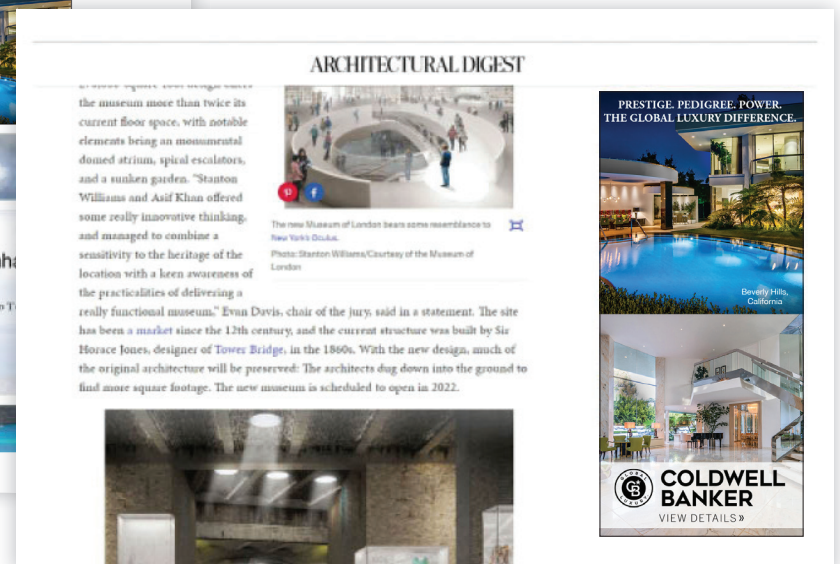 ARCHITECTURAL DIGEST
the museum more than twice its
current floor space, with notable
elements being an monumental
domed atrium, spiral escalators,
and a sunken garden. "Stanton
Williams and Asif Khan offered
some really innovative thinking,
and managed to combine a
sensitivity to the heritage of the
location with a keen awareness of
the practicalities of delivering a
really functional museum," Evan Davis, chair of the jury, said in a statement. The site
has been a market since the 12th century, and the current structure was built by Sir
Horace Jones, designer of Tower Bridge, in the 1860s. With the new design, much of
the original architecture will be preserved: The architects dug down into the ground to
find more square footage. The new museum is scheduled to open in 2022.
The new Museum of London bears some resemblance to
New York's Oculus.
Photo: Stanton Williams/Courtesy of the Museum of
London
PRESTIGE. PEDIGREE. POWER.
THE GLOBAL LUXURY DIFFERENCE.
Beverly Hills,
California
GLOBAL
CB
LUXURY
COLDWELL
BANKER
VIEW DETAILS»